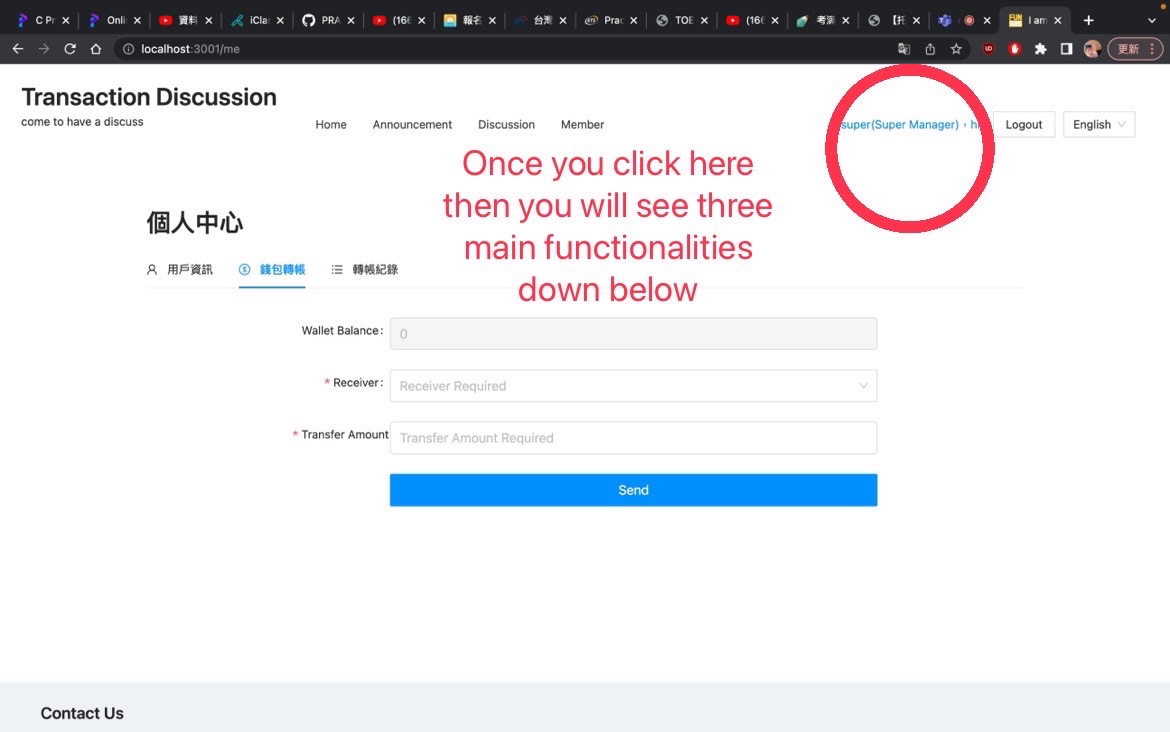 C Pr
Onli
資料
iClas
PRA
(166
報名
台灣
Prac
TOE
(166
考滿
【托
I am
localhost:3001/me
更新
Transaction Discussion
come to have a discuss
Home Announcement Discussion Member
super(Super Manager)，h
Logout
English
Once you click here
then you will see three
main functionalities
down below
個人中心
用戶資訊 錢包轉帳 轉帳紀錄
Wallet Balance: 0
* Receiver: Receiver Required
* Transfer Amount Transfer Amount Required
Send
Contact Us